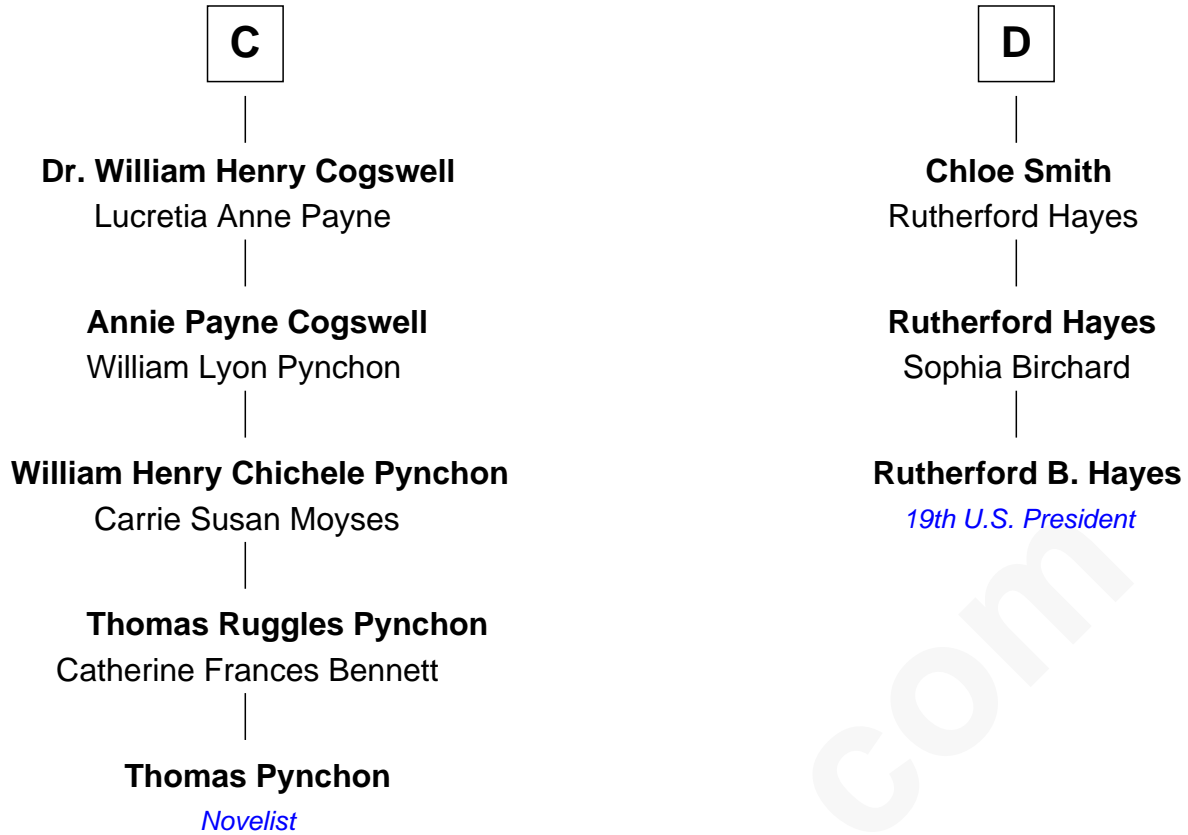 C
Dr. William Henry Cogswell
Lucretia Anne Payne
Annie Payne Cogswell
William Lyon Pynchon
William Henry Chichele Pynchon
Carrie Susan Moyses
Thomas Ruggles Pynchon
Catherine Frances Bennett
Thomas Pynchon
Novelist
D
Chloe Smith
Rutherford Hayes
Rutherford Hayes
Sophia Birchard
Rutherford B. Hayes
19th U.S. President
com